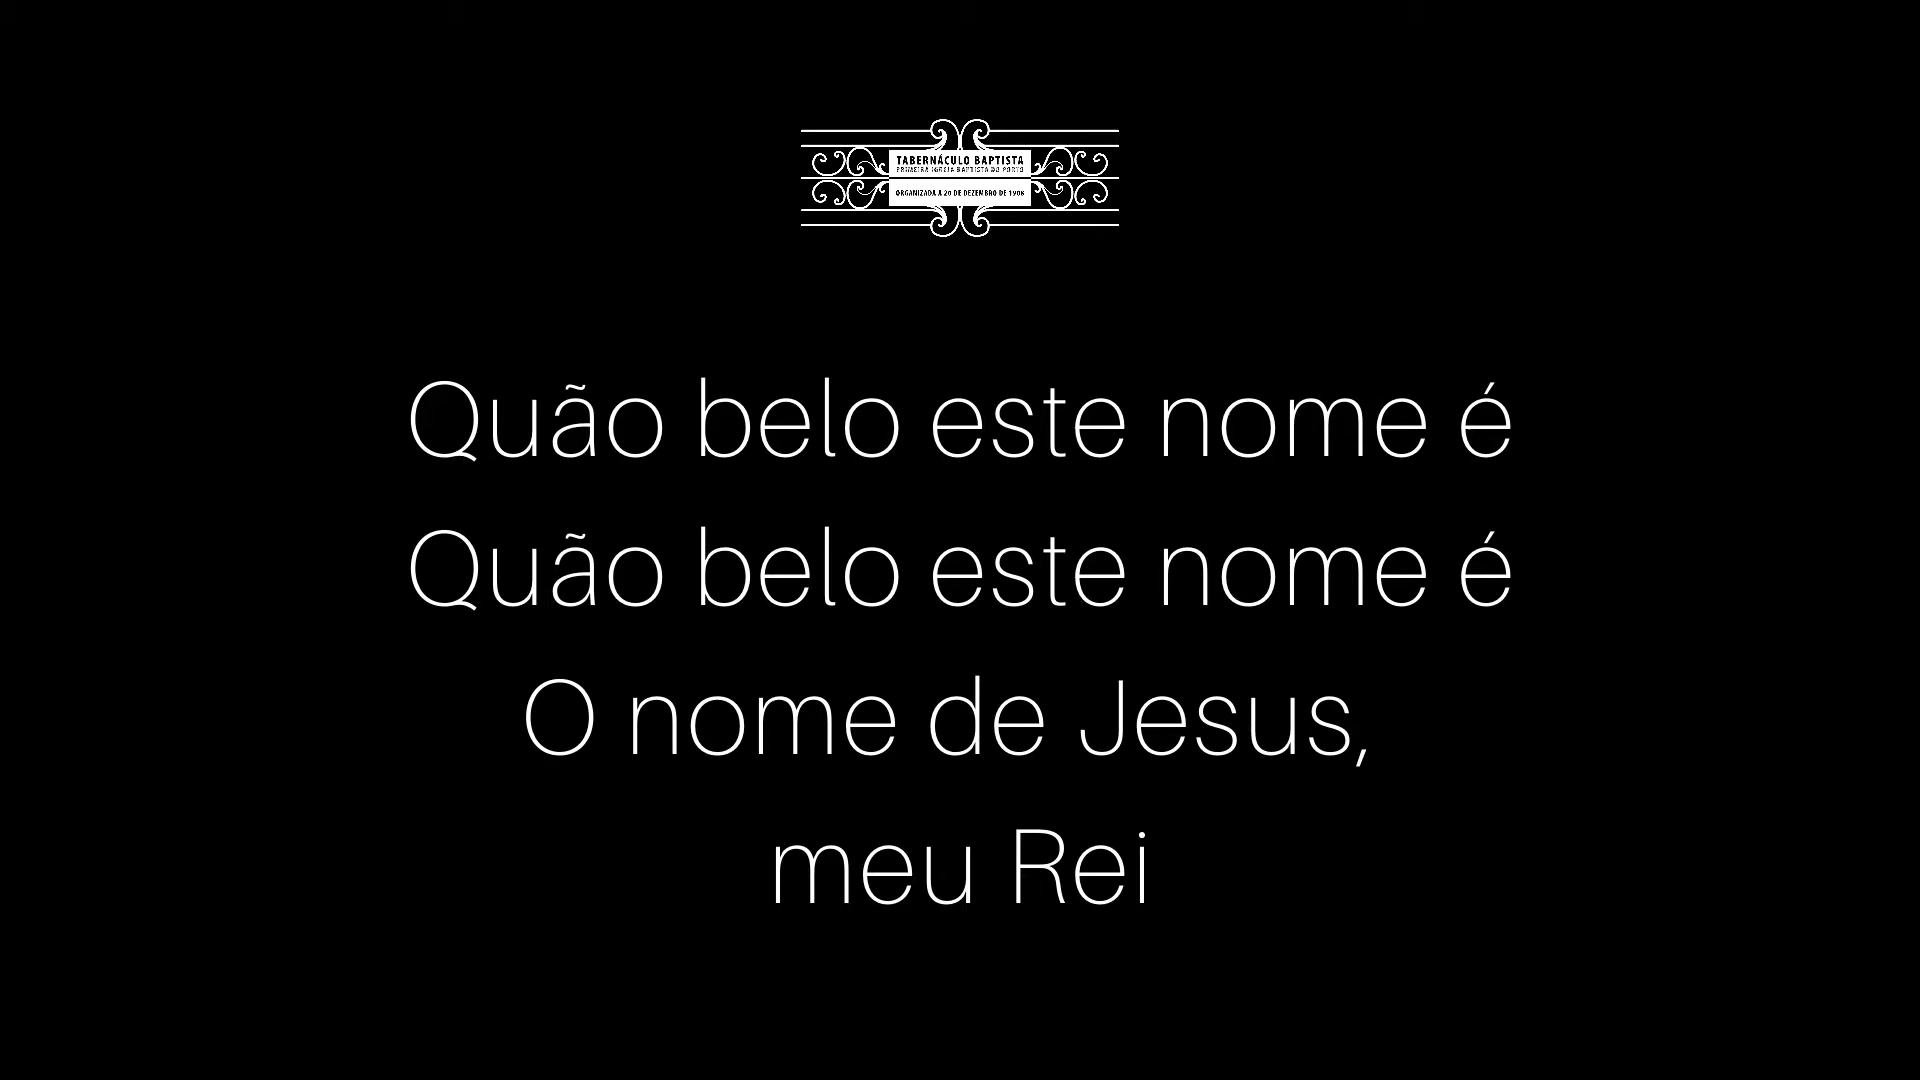 TABERNÁCULO BAPTISTA
PRIMEIRA IGREJA BAPTISTA DO PORTO
ORGANIZADA A 20 DE DEZEMBRO DE 1908
Quão belo este nome é
Quão belo este nome é
O nome de Jesus,
meu Rei